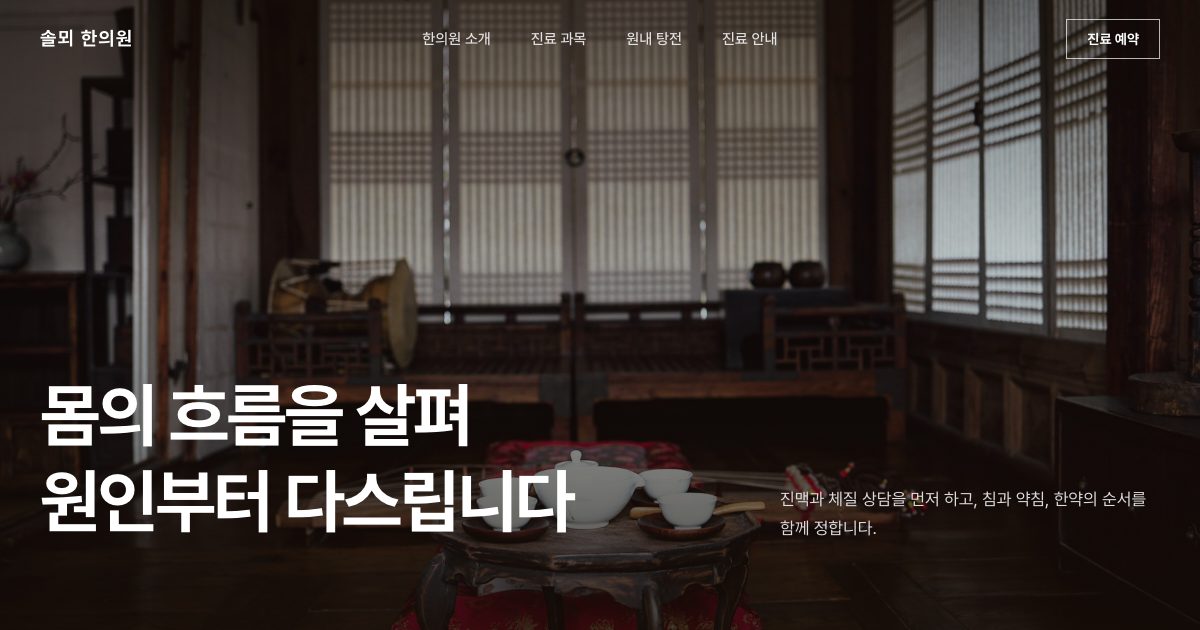 솔뫼 한의원
한의원 소개
진료 과목
원내 탕전
진료 안내
진료 예약
몸의 흐름을 살펴
원인부터 다스립니다
진맥과 체질 상담을 먼저 하고, 침과 약침, 한약의 순서를
함께 정합니다.